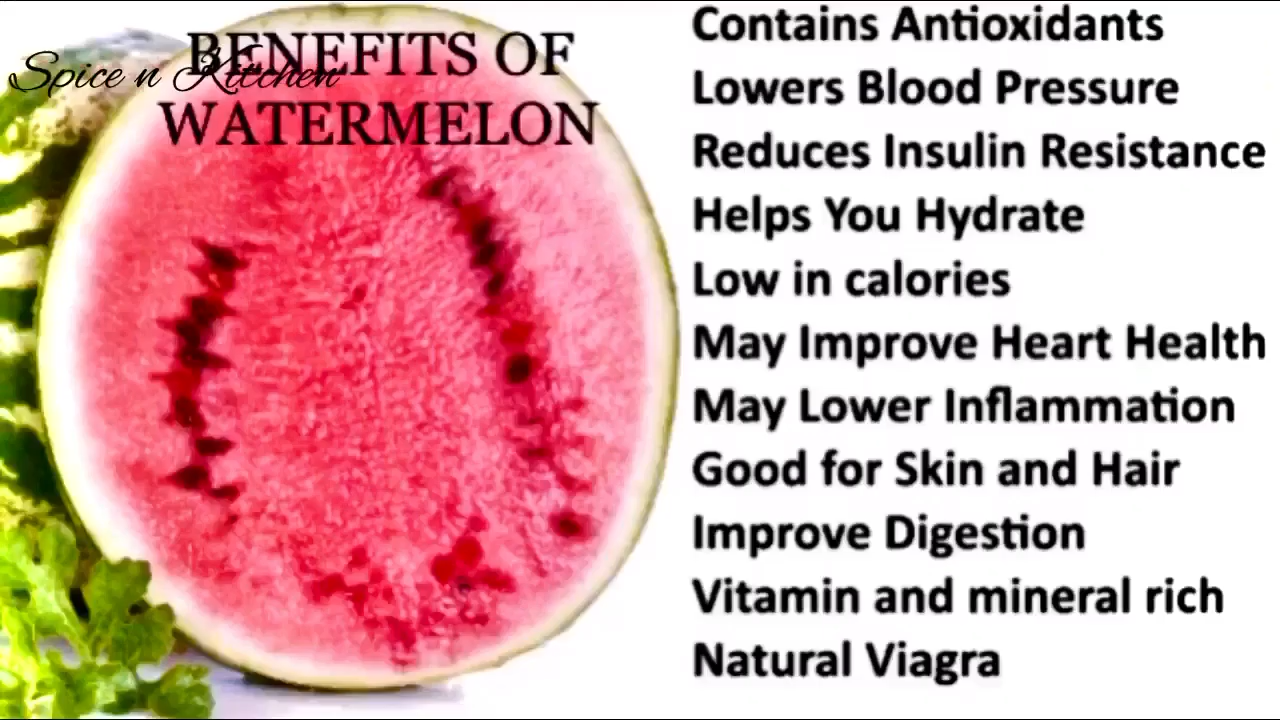 Spice n Kitchen
BENEFITS OF
WATERMELON
Contains Antioxidants
Lowers Blood Pressure
Reduces Insulin Resistance
Helps You Hydrate
Low in calories
May Improve Heart Health
May Lower Inflammation
Good for Skin and Hair
Improve Digestion
Vitamin and mineral rich
Natural Viagra